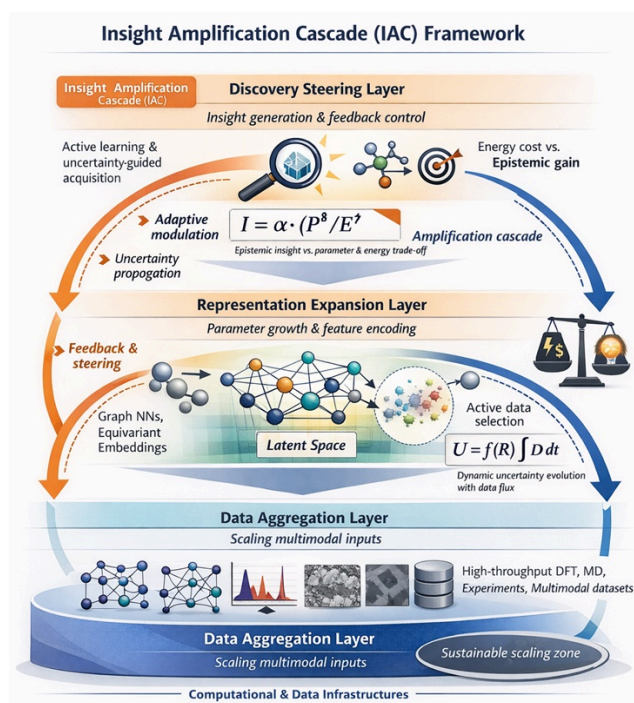 Insight Amplification Cascade (IAC) Framework
Insight Amplification
Cascade (IAC)
Discovery Steering Layer
Insight generation & feedback control
Active learning &
uncertainty-guided
acquisition
Energy cost vs.
Epistemic gain
Adaptive
modulation
I = α · (P⁸/E⁷
Amplification cascade
Epistemic insight vs. parameter & energy trade-off
Uncertainty
propogation
Representation Expansion Layer
Parameter growth & feature encoding
Feedback &
steering
$
Graph NNs,
Equivariant
Embeddings
Latent Space
Active data
selection
U = f(R) ∫ D dt
Dynamic uncertainty evolution
with data flux
Data Aggregation Layer
Scaling multimodal inputs
High-throughput DFT, MD,
Experiments, Multimodal datasets
Data Aggregation Layer
Scaling multimodal inputs
Sustainable scaling zone
Computational & Data Infrastructures